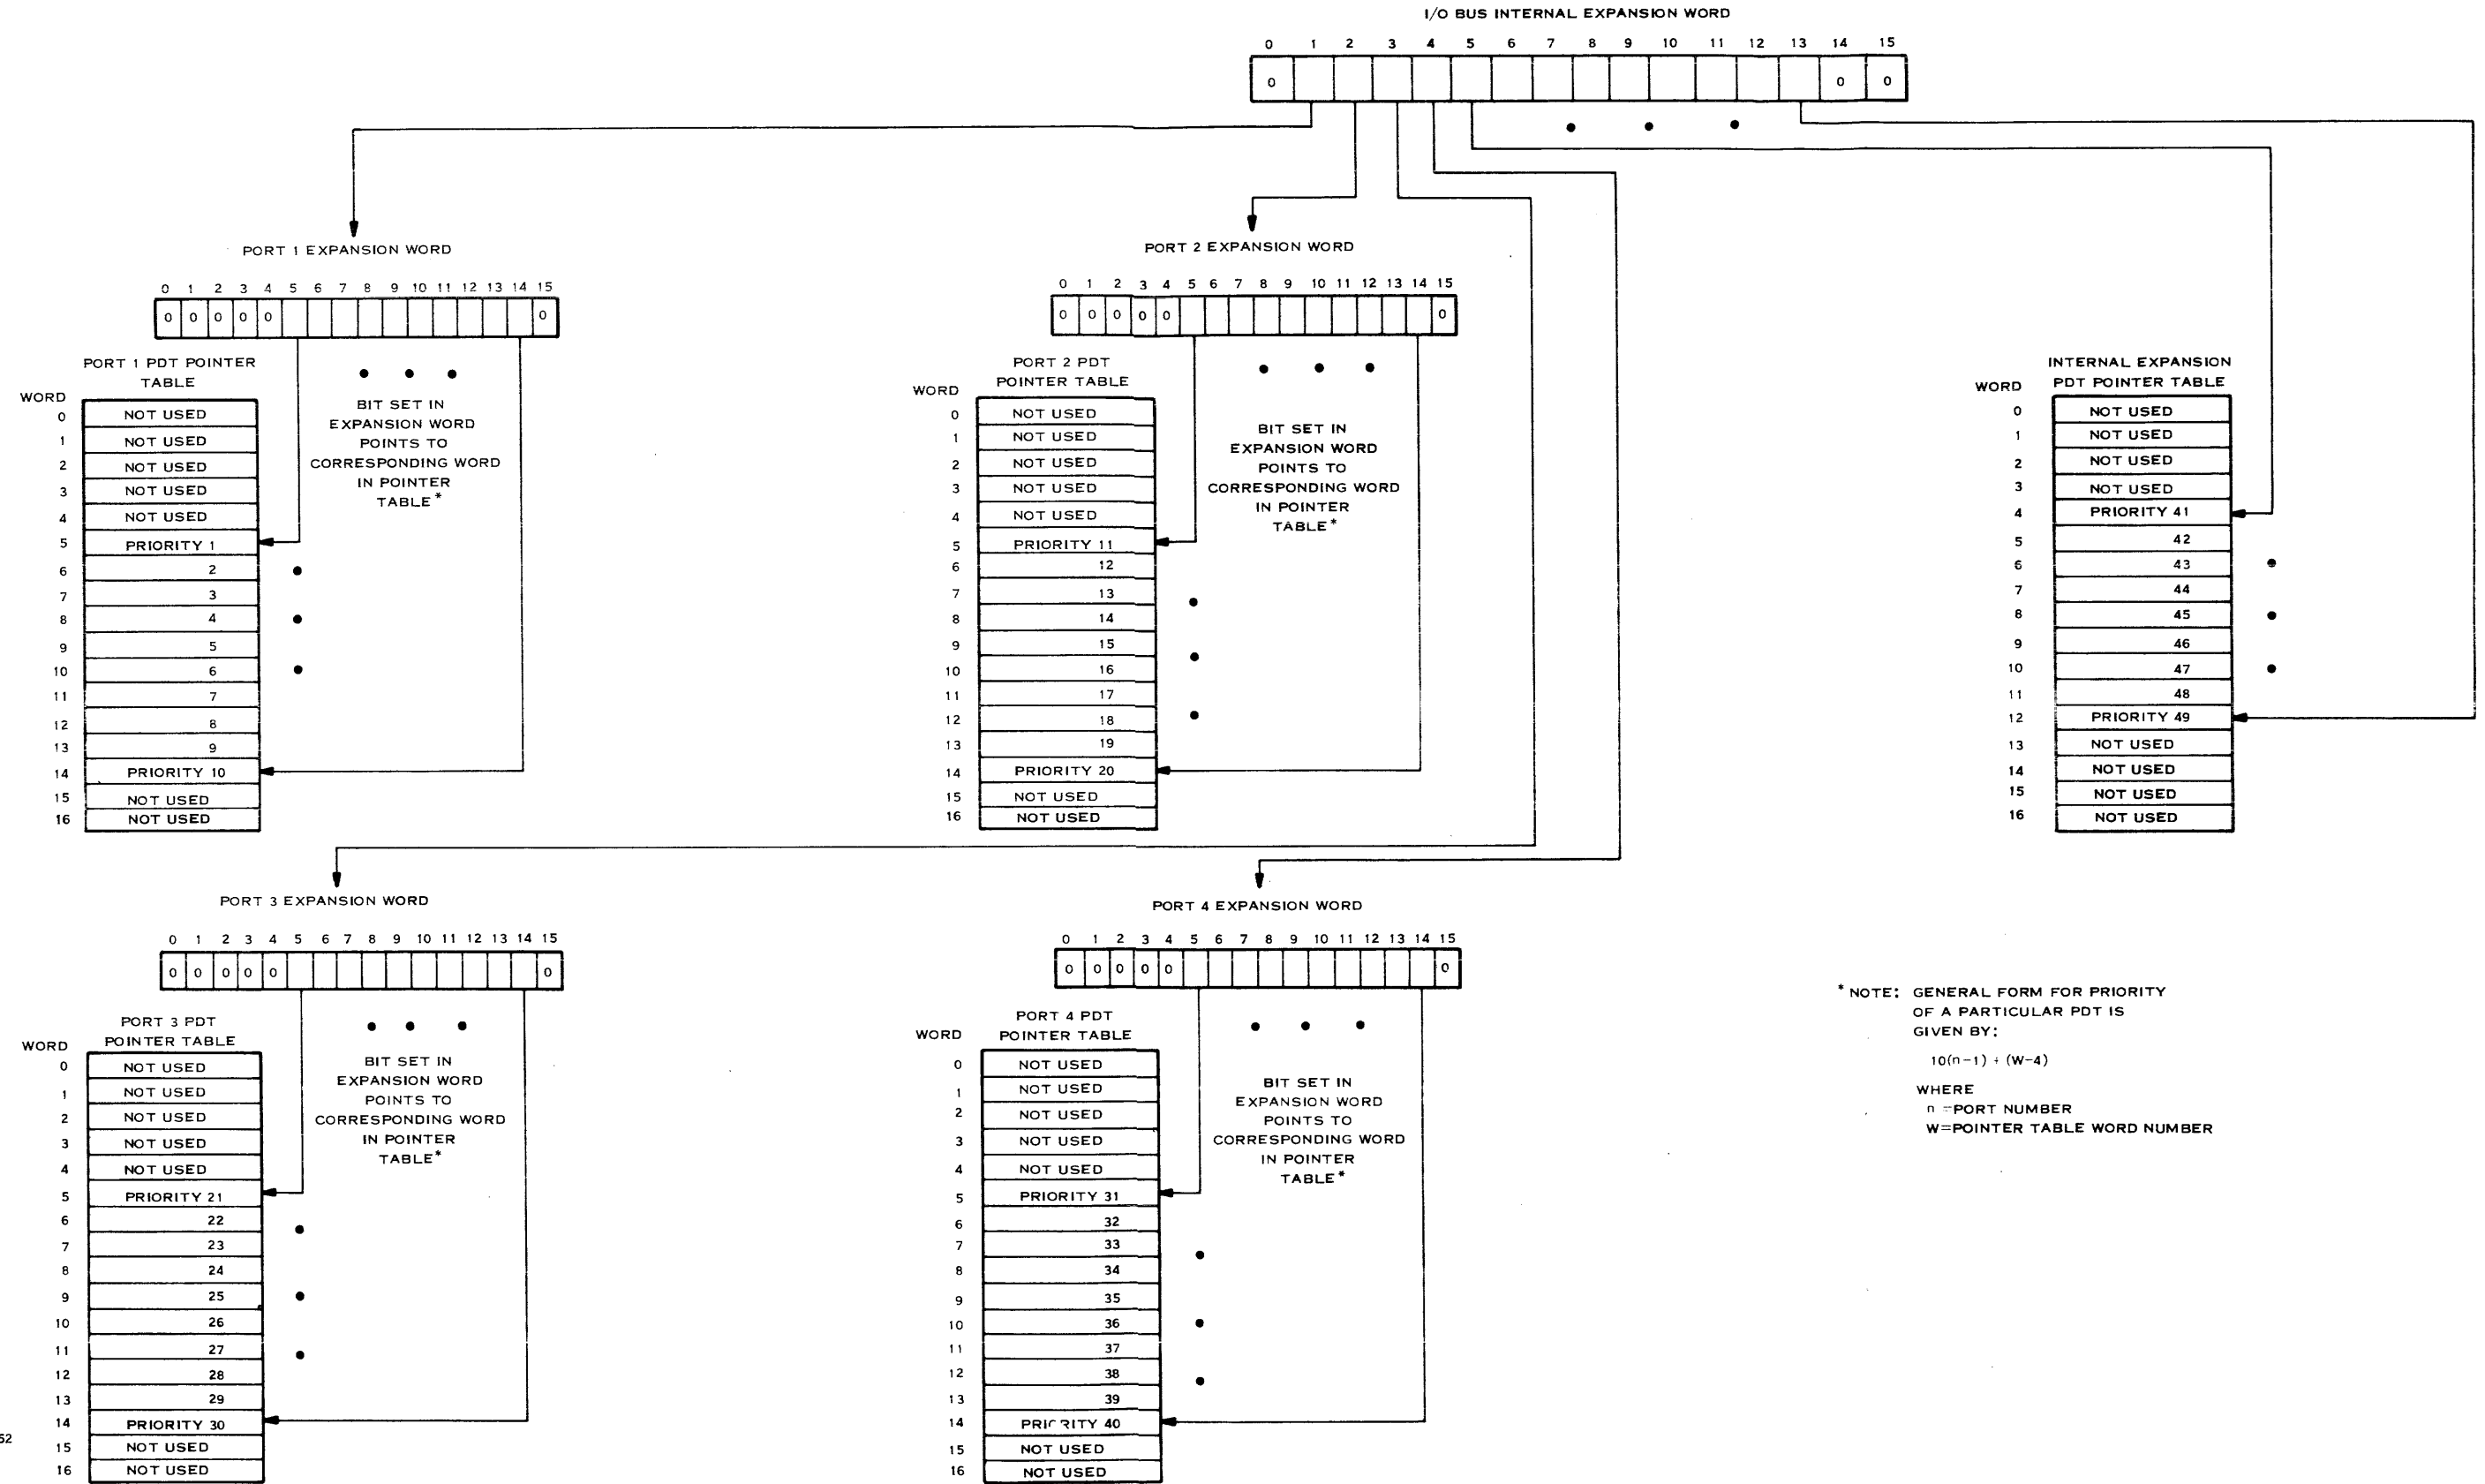 I/O BUS INTERNAL EXPANSION WORD
0 1 2 3 4 5 6 7 8 9 10 11 12 13 14 15
0 0 0
PORT 1 EXPANSION WORD
0 1 2 3 4 5 6 7 8 9 10 11 12 13 14 15
0 0 0 0 0 0
PORT 1 PDT POINTER
TABLE
WORD
0 NOT USED
1 NOT USED
2 NOT USED
3 NOT USED
4 NOT USED
5 PRIORITY 1
6 2
7 3
8 4
9 5
10 6
11 7
12 8
13 9
14 PRIORITY 10
15 NOT USED
16 NOT USED
BIT SET IN
EXPANSION WORD
POINTS TO
CORRESPONDING WORD
IN POINTER
TABLE*
PORT 2 EXPANSION WORD
0 1 2 3 4 5 6 7 8 9 10 11 12 13 14 15
0 0 0 0 0 0
PORT 2 PDT
POINTER TABLE
WORD
0 NOT USED
1 NOT USED
2 NOT USED
3 NOT USED
4 NOT USED
5 PRIORITY 11
6 12
7 13
8 14
9 15
10 16
11 17
12 18
13 19
14 PRIORITY 20
15 NOT USED
16 NOT USED
BIT SET IN
EXPANSION WORD
POINTS TO
CORRESPONDING WORD
IN POINTER
TABLE*
INTERNAL EXPANSION
PDT POINTER TABLE
WORD
0 NOT USED
1 NOT USED
2 NOT USED
3 NOT USED
4 PRIORITY 41
5 42
6 43
7 44
8 45
9 46
10 47
11 48
12 PRIORITY 49
13 NOT USED
14 NOT USED
15 NOT USED
16 NOT USED
PORT 3 EXPANSION WORD
0 1 2 3 4 5 6 7 8 9 10 11 12 13 14 15
0 0 0 0 0 0
PORT 3 PDT
POINTER TABLE
WORD
0 NOT USED
1 NOT USED
2 NOT USED
3 NOT USED
4 NOT USED
5 PRIORITY 21
6 22
7 23
8 24
9 25
10 26
11 27
12 28
13 29
14 PRIORITY 30
15 NOT USED
16 NOT USED
BIT SET IN
EXPANSION WORD
POINTS TO
CORRESPONDING WORD
IN POINTER
TABLE*
PORT 4 EXPANSION WORD
0 1 2 3 4 5 6 7 8 9 10 11 12 13 14 15
0 0 0 0 0 0
PORT 4 PDT
POINTER TABLE
WORD
0 NOT USED
1 NOT USED
2 NOT USED
3 NOT USED
4 NOT USED
5 PRIORITY 31
6 32
7 33
8 34
9 35
10 36
11 37
12 38
13 39
14 PRIORITY 40
15 NOT USED
16 NOT USED
BIT SET IN
EXPANSION WORD
POINTS TO
CORRESPONDING WORD
IN POINTER
TABLE*
*NOTE: GENERAL FORM FOR PRIORITY
OF A PARTICULAR PDT IS
GIVEN BY:
10(n-1) + (W-4)
WHERE
n =PORT NUMBER
W=POINTER TABLE WORD NUMBER